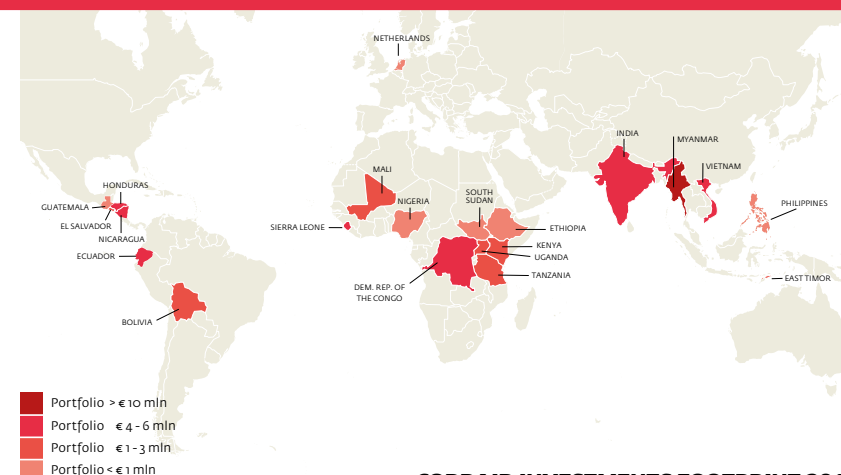 NETHERLANDS
INDIA
MYANMAR
VIETNAM
MALI
HONDURAS
NIGERIA
SOUTH
SUDAN
GUATEMALA
PHILIPPINES
EL SALVADOR
SIERRA LEONE
ETHIOPIA
NICARAGUA
KENYA
ECUADOR
UGANDA
TANZANIA
EAST TIMOR
DEM. REP. OF
THE CONGO
BOLIVIA
Portfolio > € 10 mln
Portfolio € 4 - 6 mln
Portfolio € 1 - 3 mln
Portfolio < € 1 mln